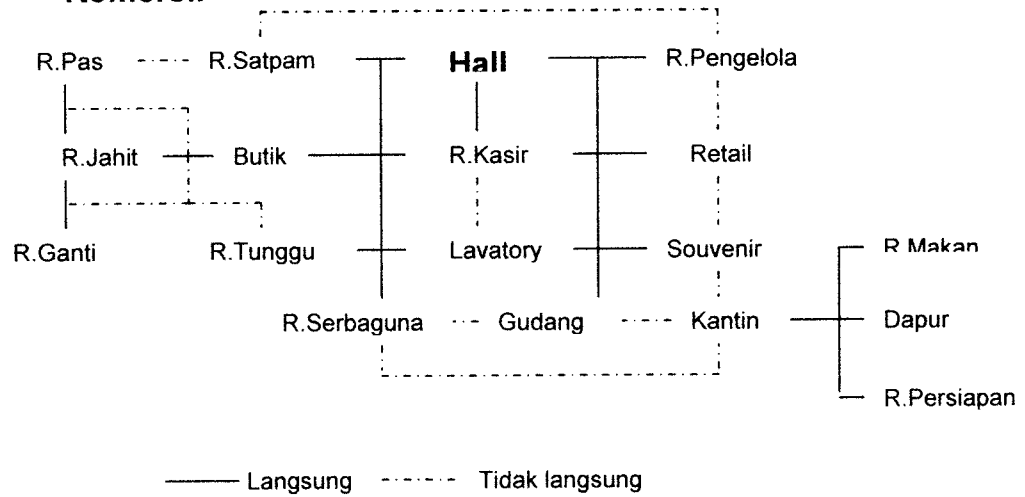 R.Pas R.Satpam Hall R.Pengelola
R.Jahit Butik R.Kasir Retail
R.Ganti R.Tunggu Lavatory Souvenir R.Makan
R.Serbaguna Gudang Kantin Dapur
R.Persiapan
Langsung Tidak langsung